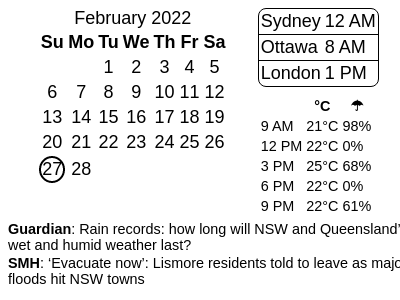 February 2022
Su Mo Tu We Th Fr Sa
1 2 3 4 5
6 7 8 9 10 11 12
13 14 15 16 17 18 19
20 21 22 23 24 25 26
27 28
Sydney 12 AM
Ottawa 8 AM
London 1 PM
°C ☂
9 AM 21°C 98%
12 PM 22°C 0%
3 PM 25°C 68%
6 PM 22°C 0%
9 PM 22°C 61%
Guardian: Rain records: how long will NSW and Queensland’
wet and humid weather last?
SMH: ‘Evacuate now’: Lismore residents told to leave as majo
floods hit NSW towns